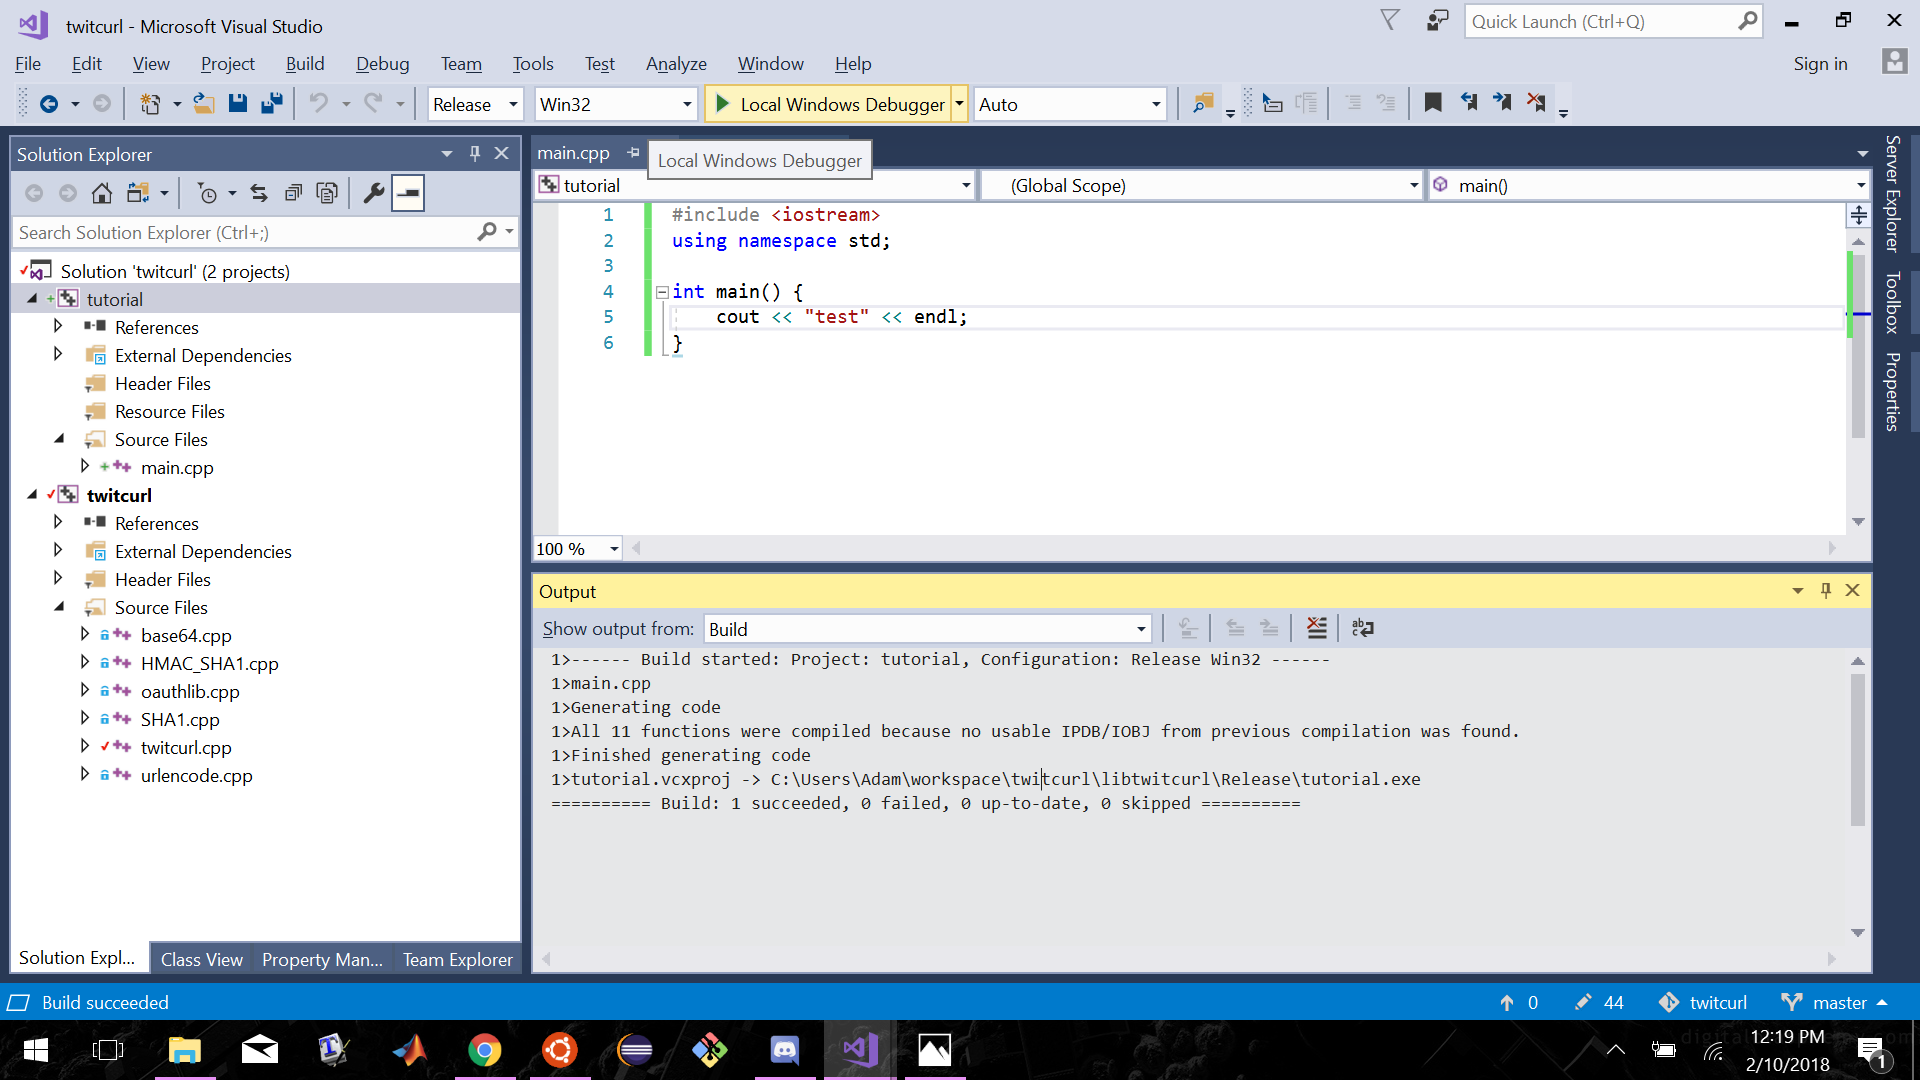 twitcurl - Microsoft Visual Studio
Quick Launch (Ctrl+Q)
File Edit View Project Build Debug Team Tools Test Analyze Window Help
Sign in
Release Win32 Local Windows Debugger Auto
Solution Explorer
Search Solution Explorer (Ctrl+;)
Solution 'twitcurl' (2 projects)
tutorial
References
External Dependencies
Header Files
Resource Files
Source Files
main.cpp
twitcurl
References
External Dependencies
Header Files
Source Files
base64.cpp
HMAC_SHA1.cpp
oauthlib.cpp
SHA1.cpp
twitcurl.cpp
urlencode.cpp
Solution Expl... Class View Property Man... Team Explorer
main.cpp
Local Windows Debugger
tutorial (Global Scope) main()
1 #include <iostream>
2 using namespace std;
3
4 int main() {
5 cout << "test" << endl;
6 }
100 %
Server Explorer
Toolbox
Properties
Output
Show output from: Build
1>------ Build started: Project: tutorial, Configuration: Release Win32 ------
1>main.cpp
1>Generating code
1>All 11 functions were compiled because no usable IPDB/IOBJ from previous compilation was found.
1>Finished generating code
1>tutorial.vcxproj -> C:\Users\Adam\workspace\twitcurl\libtwitcurl\Release\tutorial.exe
========== Build: 1 succeeded, 0 failed, 0 up-to-date, 0 skipped ==========
Build succeeded
0 44 twitcurl master
12:19 PM
2/10/2018
1